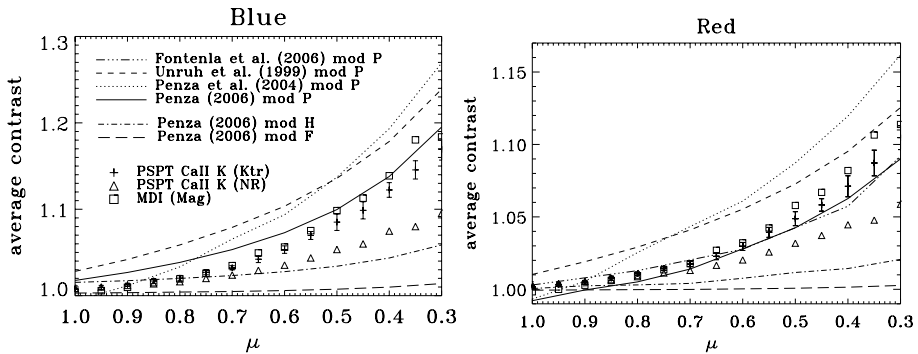 Blue
average contrast
1.3
1.2
1.1
1.0
Fontenla et al. (2006) mod P
Unruh et al. (1999) mod P
Penza et al. (2004) mod P
Penza (2006) mod P
Penza (2006) mod H
Penza (2006) mod F
PSPT CaII K (Ktr)
PSPT CaII K (NR)
MDI (Mag)
1.0 0.9 0.8 0.7 0.6 0.5 0.4 0.3
μ
Red
average contrast
1.15
1.10
1.05
1.00
1.0 0.9 0.8 0.7 0.6 0.5 0.4 0.3
μ